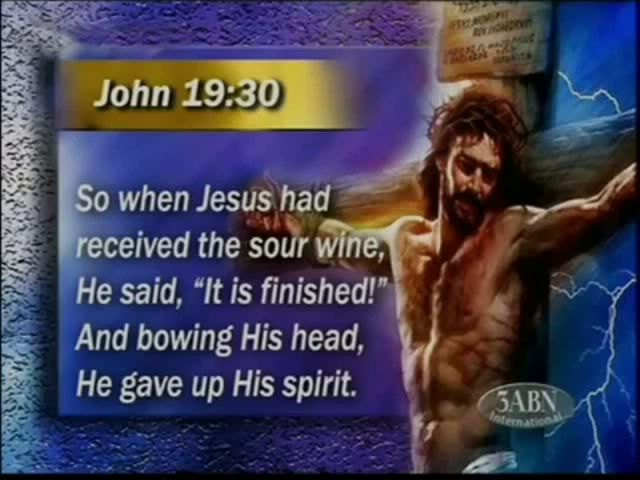 John 19:30
So when Jesus had
received the sour wine,
He said, “It is finished!”
And bowing His head,
He gave up His spirit.
3ABN
International